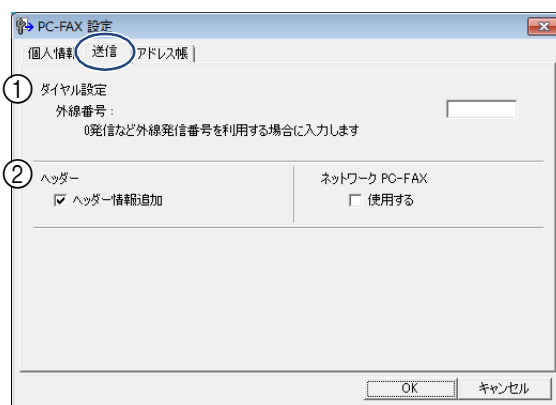 PC-FAX 設定
個人情報 送信 アドレス帳
① ダイヤル設定
外線番号 :
0発信など外線発信番号を利用する場合に入力します
② ヘッダー ネットワーク PC-FAX
ヘッダー情報追加 使用する
OK キャンセル